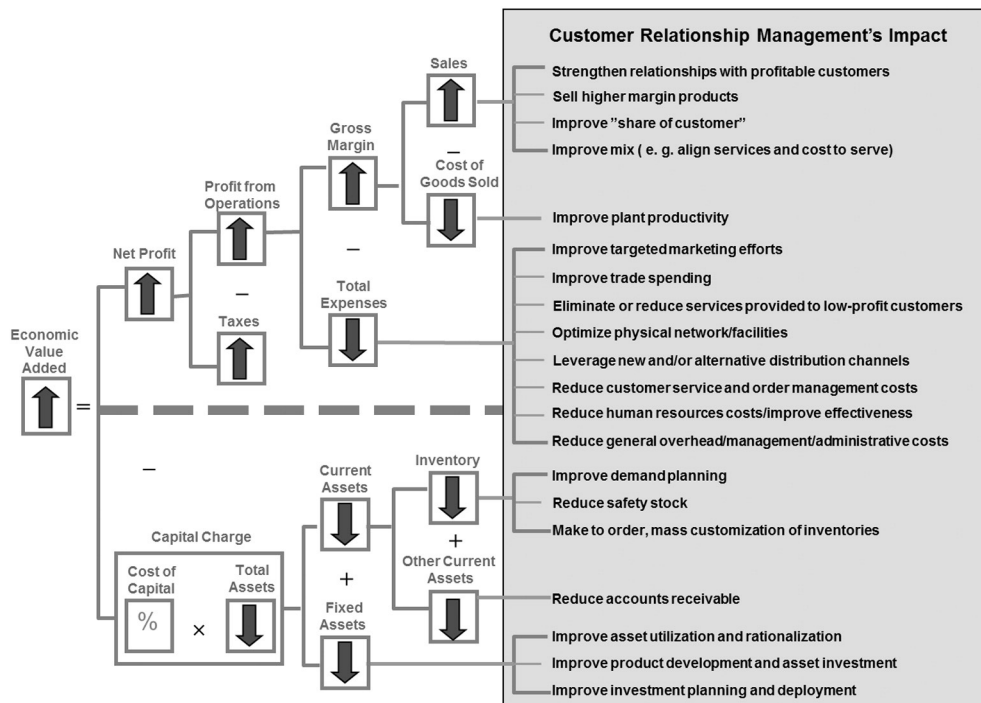 Customer Relationship Management's Impact
Sales
Strengthen relationships with profitable customers
Sell higher margin products
Improve ”share of customer”
Improve mix ( e. g. align services and cost to serve)
Gross
Margin
–
Cost of
Goods Sold
Improve plant productivity
Profit from
Operations
–
Net Profit
–
Taxes
Total
Expenses
Improve targeted marketing efforts
Improve trade spending
Eliminate or reduce services provided to low-profit customers
Optimize physical network/facilities
Leverage new and/or alternative distribution channels
Reduce customer service and order management costs
Reduce human resources costs/improve effectiveness
Reduce general overhead/management/administrative costs
Economic
Value
Added
=
–
Capital Charge
Cost of
Capital
%
×
Total
Assets
Current
Assets
+
Fixed
Assets
Inventory
+
Other Current
Assets
Improve demand planning
Reduce safety stock
Make to order, mass customization of inventories
Reduce accounts receivable
Improve asset utilization and rationalization
Improve product development and asset investment
Improve investment planning and deployment